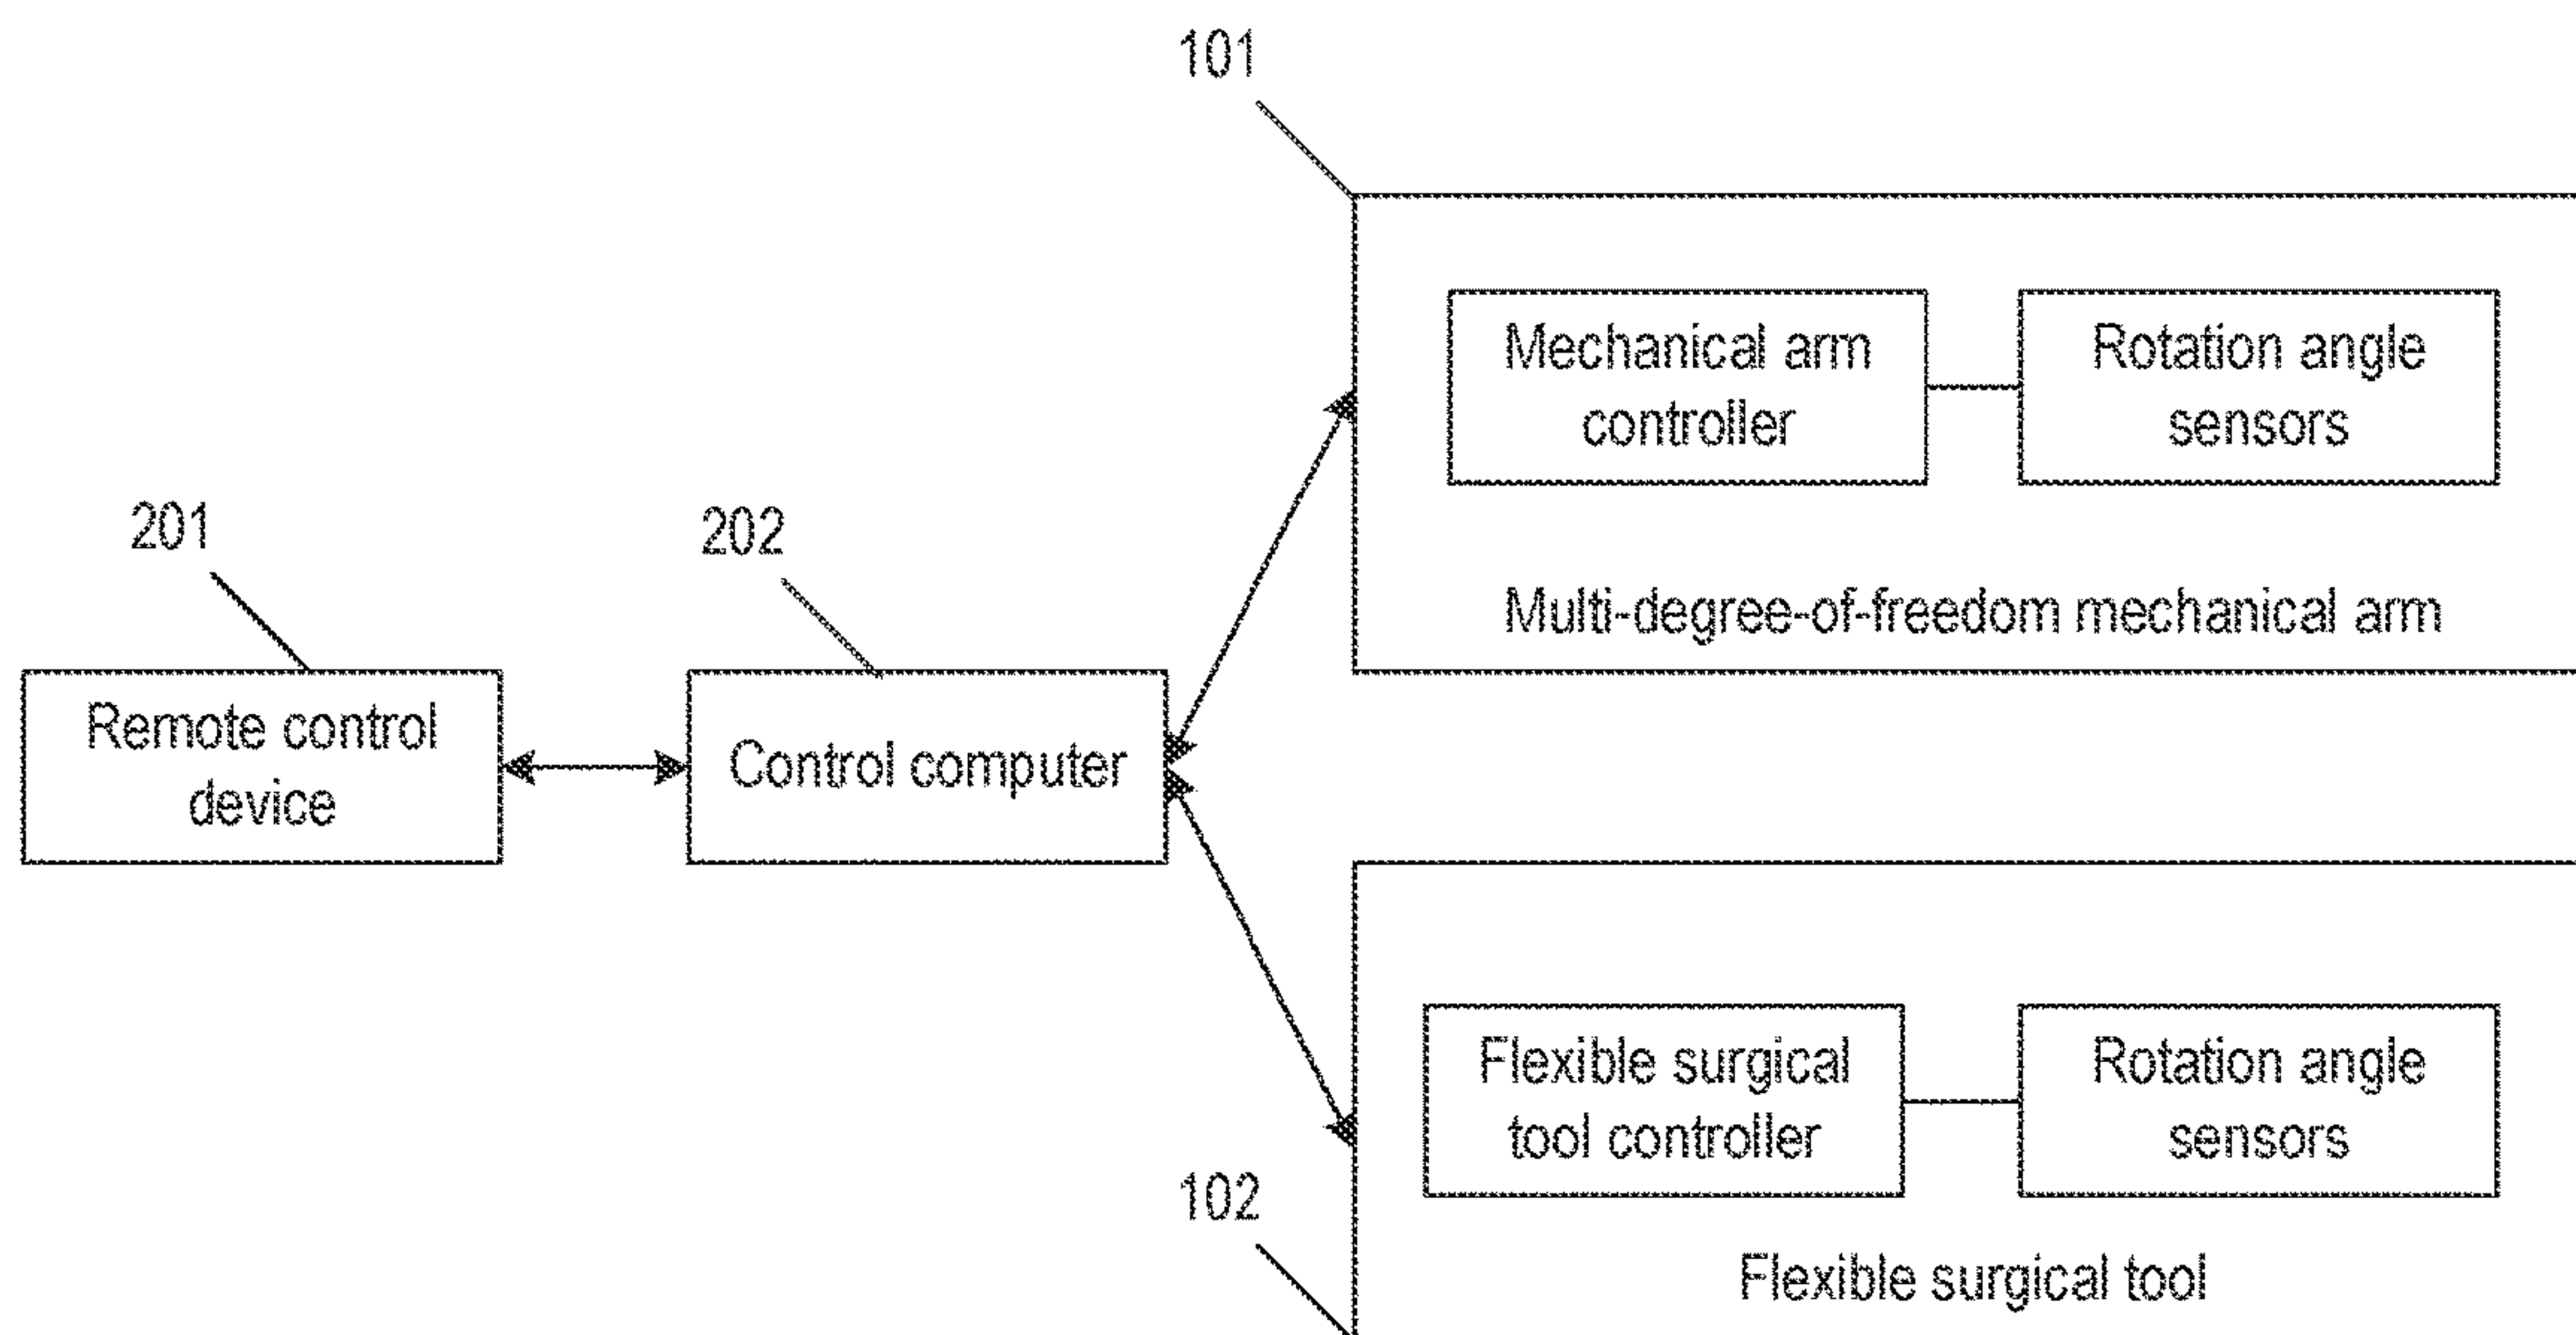 101
Mechanical arm
controller
Rotation angle
sensors
Multi-degree-of-freedom mechanical arm
201
202
Remote control
device
Control computer
Flexible surgical
tool controller
Rotation angle
sensors
102
Flexible surgical tool